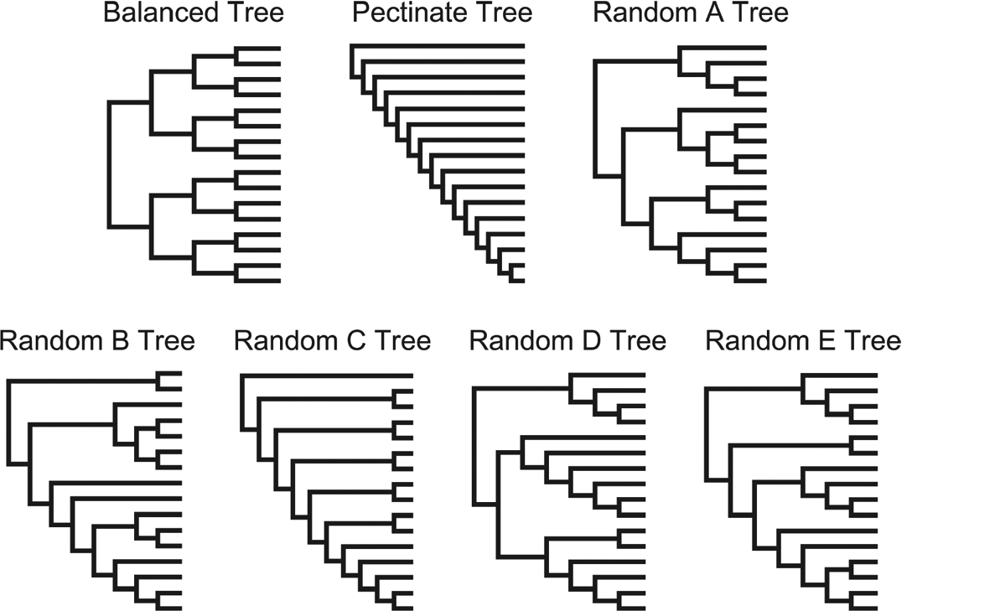 Balanced Tree
Pectinate Tree
Random A Tree
Random B Tree
Random C Tree
Random D Tree
Random E Tree